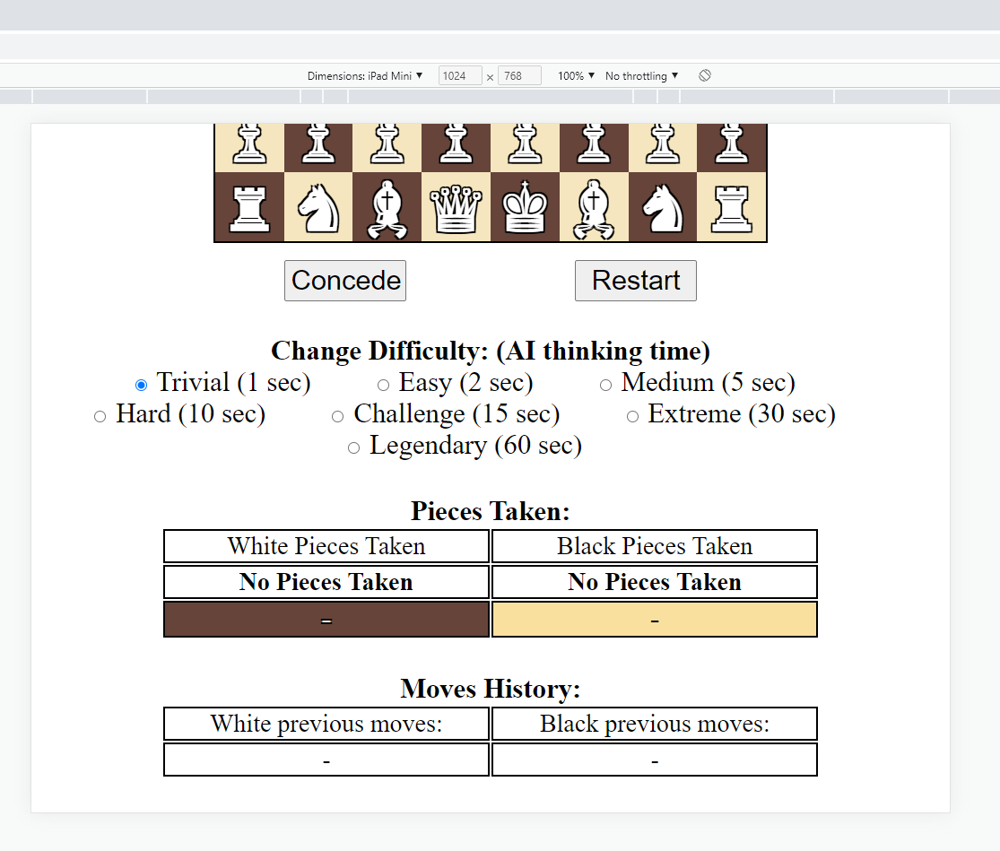 Dimensions: iPad Mini ▼ 1024 × 768 100% ▼ No throttling ▼
Concede Restart
Change Difficulty: (AI thinking time)
Trivial (1 sec) Easy (2 sec) Medium (5 sec)
Hard (10 sec) Challenge (15 sec) Extreme (30 sec)
Legendary (60 sec)
Pieces Taken:
White Pieces Taken Black Pieces Taken
No Pieces Taken No Pieces Taken
- -
Moves History:
White previous moves: Black previous moves:
- -